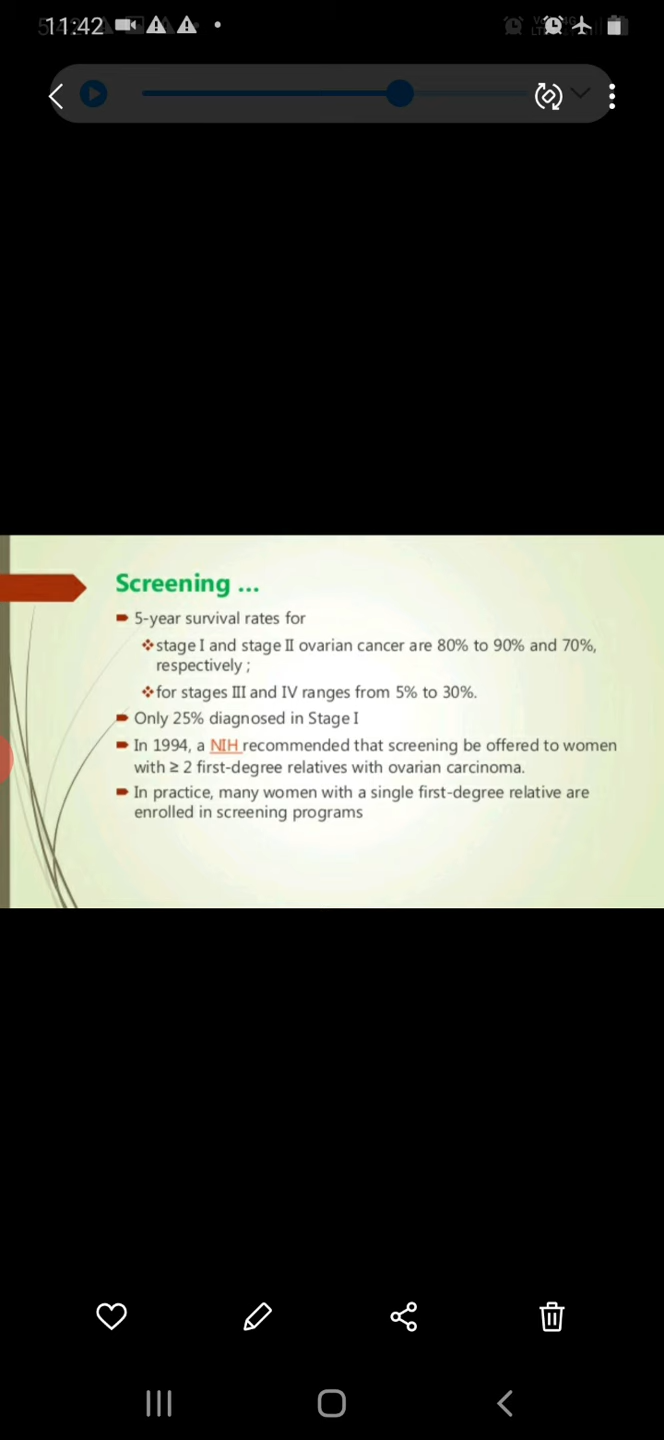 11:42
Screening ...
5-year survival rates for
stage I and stage II ovarian cancer are 80% to 90% and 70%,
respectively ;
for stages III and IV ranges from 5% to 30%.
Only 25% diagnosed in Stage I
In 1994, a NIH recommended that screening be offered to women
with ≥ 2 first-degree relatives with ovarian carcinoma.
In practice, many women with a single first-degree relative are
enrolled in screening programs